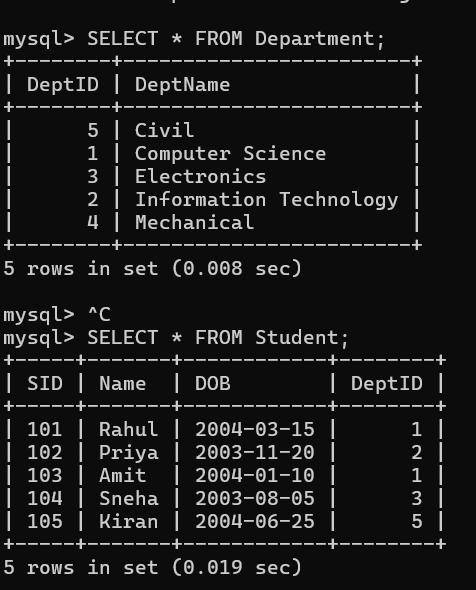 mysql> SELECT * FROM Department;
+--------+------------------------+
| DeptID | DeptName               |
+--------+------------------------+
|      5 | Civil                  |
|      1 | Computer Science       |
|      3 | Electronics            |
|      2 | Information Technology |
|      4 | Mechanical             |
+--------+------------------------+
5 rows in set (0.008 sec)

mysql> ^C
mysql> SELECT * FROM Student;
+-----+-------+------------+--------+
| SID | Name  | DOB        | DeptID |
+-----+-------+------------+--------+
| 101 | Rahul | 2004-03-15 |      1 |
| 102 | Priya | 2003-11-20 |      2 |
| 103 | Amit  | 2004-01-10 |      1 |
| 104 | Sneha | 2003-08-05 |      3 |
| 105 | Kiran | 2004-06-25 |      5 |
+-----+-------+------------+--------+
5 rows in set (0.019 sec)